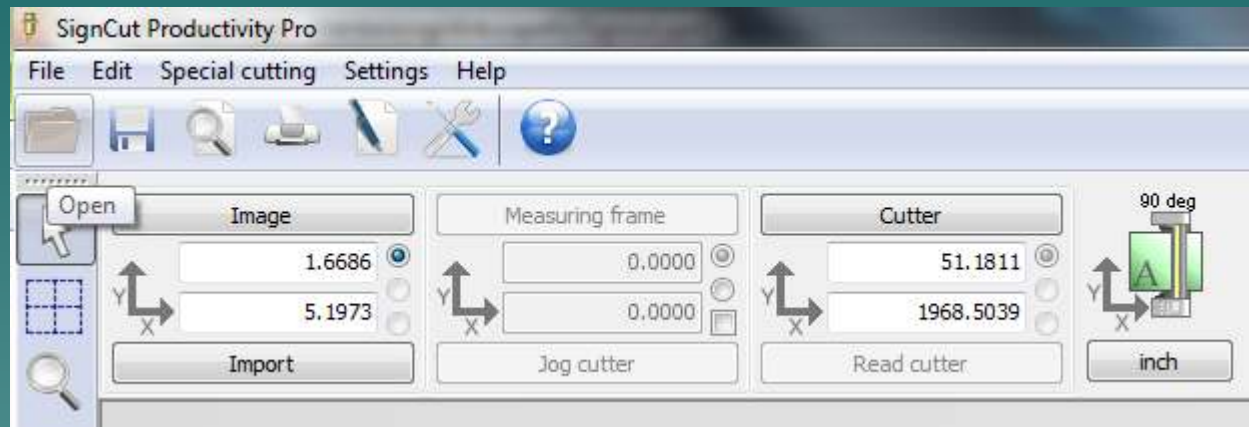 SignCut Productivity Pro
File Edit Special cutting Settings Help
Open
Image Measuring frame Cutter 90 deg
1.6686 0.0000 51.1811 A
Y Y Y Y
5.1973 0.0000 1968.5039
X X X X
Import Jog cutter Read cutter inch